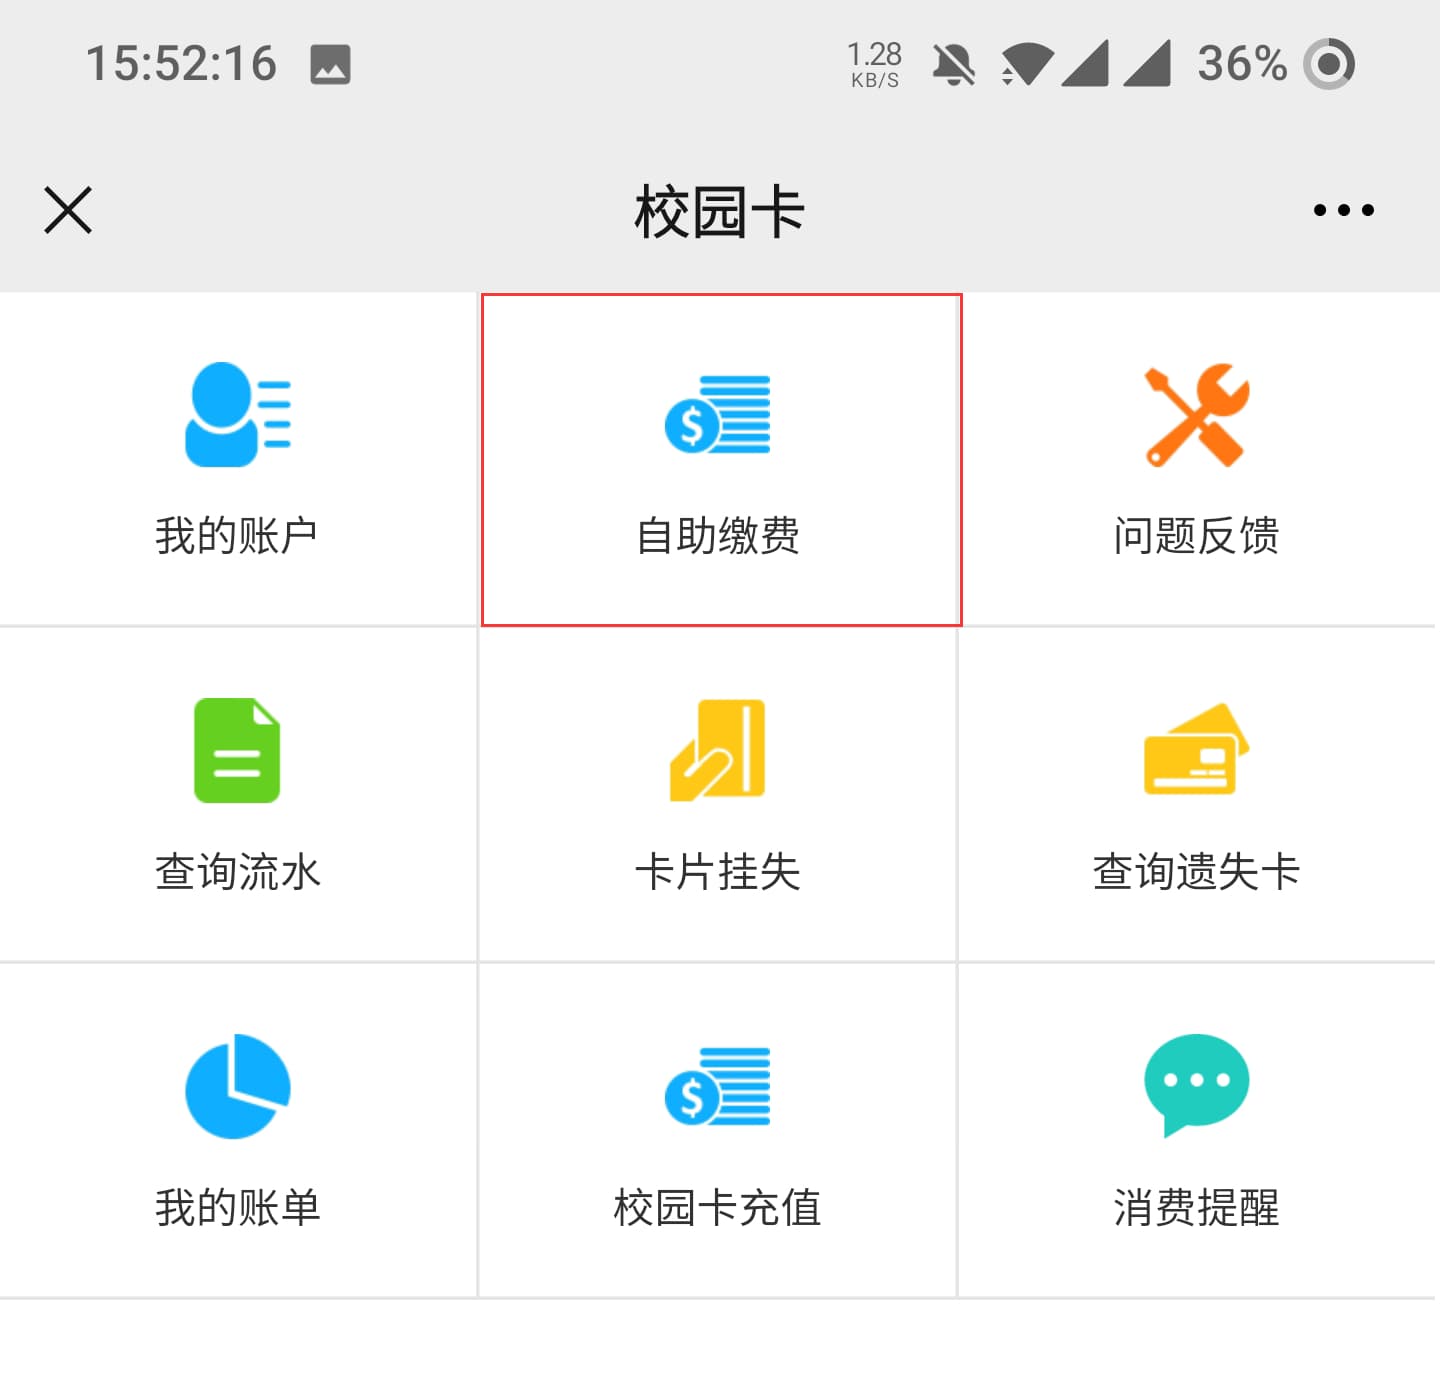 15:52:16
1.28
KB/S
36%
校园卡
我的账户
自助缴费
问题反馈
查询流水
卡片挂失
查询遗失卡
我的账单
校园卡充值
消费提醒